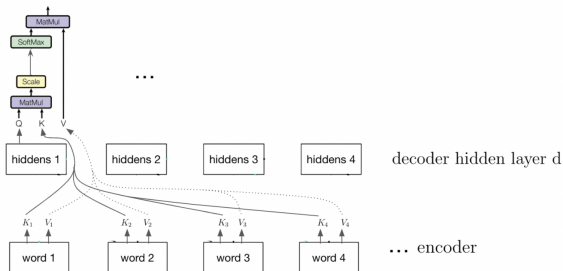 MatMul
SoftMax
...
Scale
MatMul
Q K V
hiddens 1 hiddens 2 hiddens 3 hiddens 4 decoder hidden layer d
K₁ V₁ K₂ V₂ K₃ V₃ K₄ V₄
word 1 word 2 word 3 word 4 ... encoder